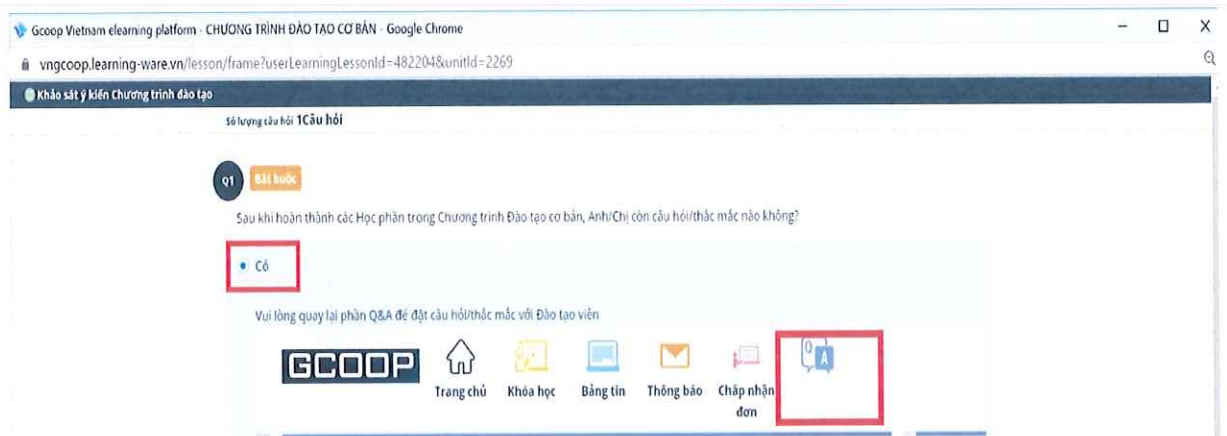 Gcoop Vietnam elearning platform - CHƯƠNG TRÌNH ĐÀO TẠO CƠ BẢN - Google Chrome
vngcoop.learning-ware.vn/lesson/frame?userLearningLessonId=482204&unitId=2269
Khảo sát ý kiến Chương trình đào tạo
Số lượng câu hỏi 1Câu hỏi
Q1 Bắt buộc
Sau khi hoàn thành các Học phần trong Chương trình Đào tạo cơ bản, Anh/Chị còn câu hỏi/thắc mắc nào không?
Có
Vui lòng quay lại phần Q&A để đặt câu hỏi/thắc mắc với Đào tạo viên
GCOOP
Trang chủ Khóa học Bảng tin Thông báo Chấp nhận đơn
Q A